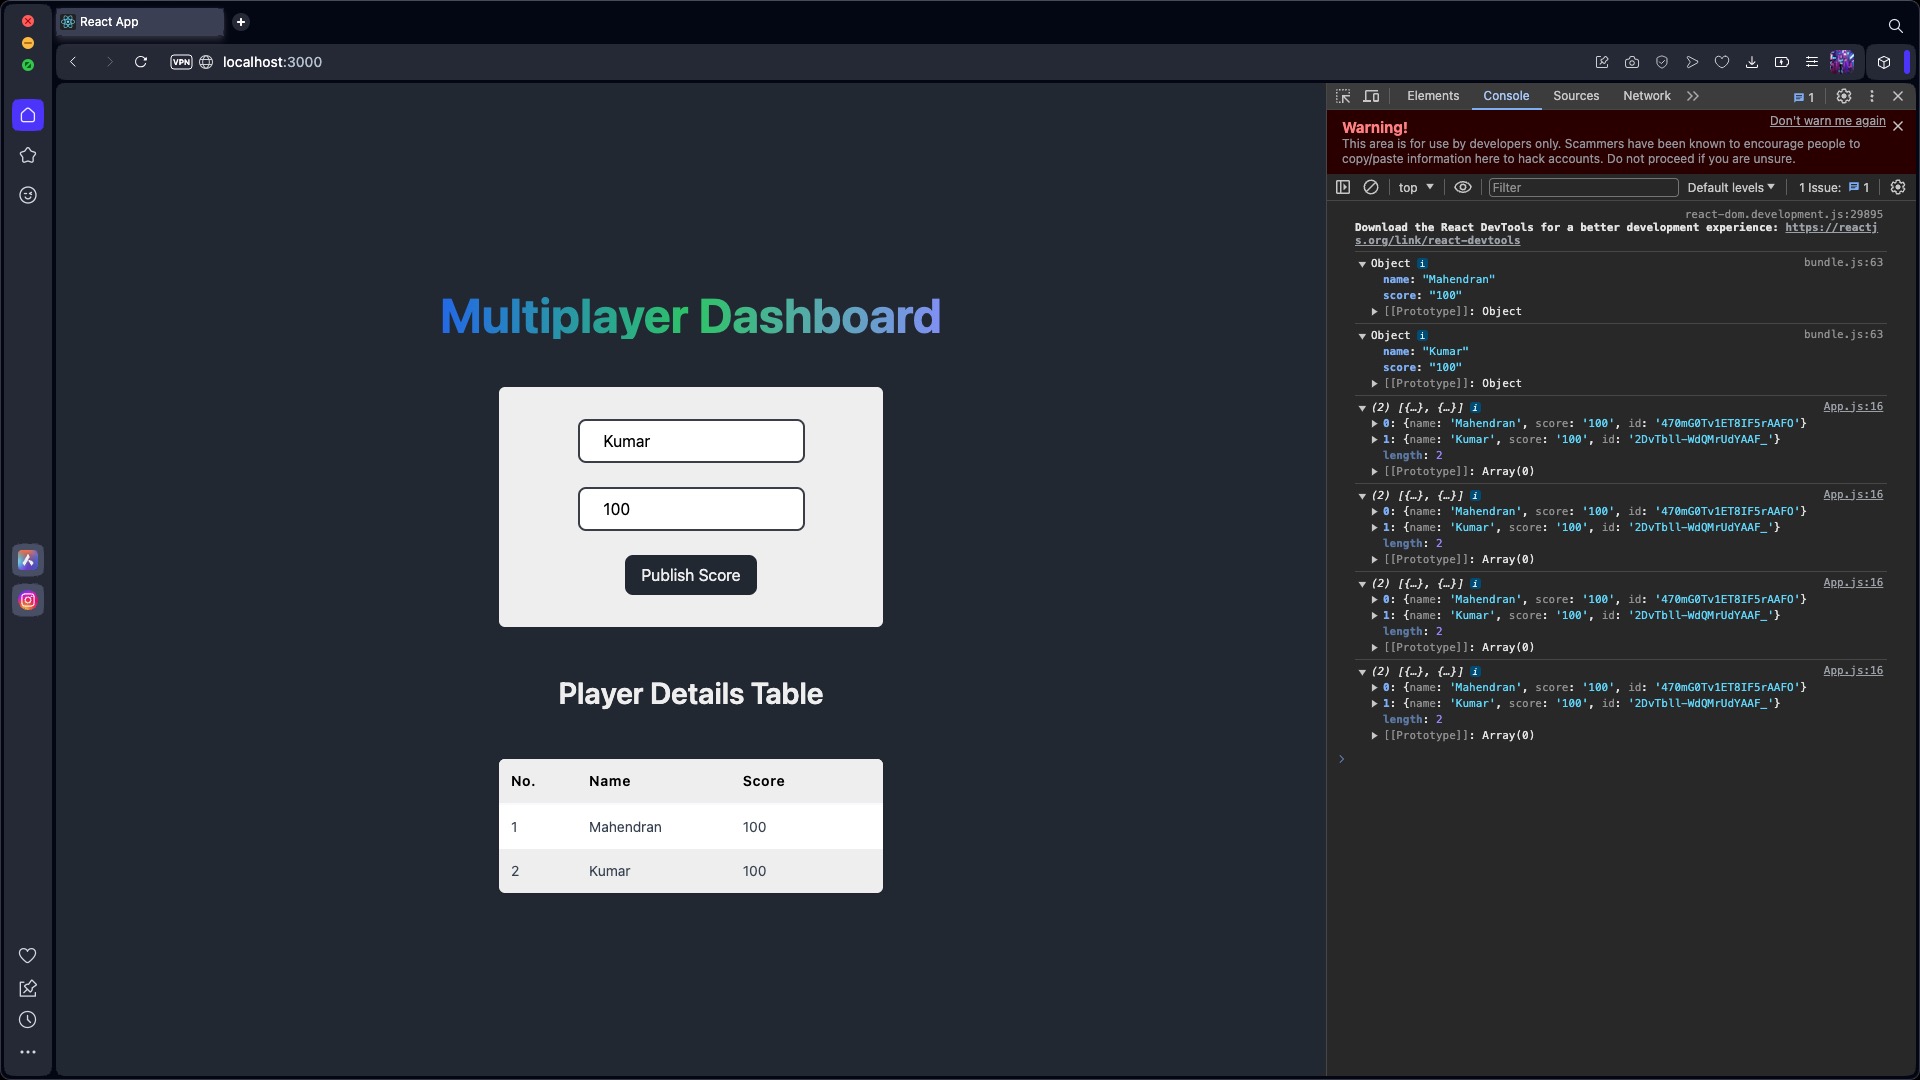 React App
VPN
localhost:3000
Multiplayer Dashboard
Kumar
100
Publish Score
Player Details Table
No. Name Score
1 Mahendran 100
2 Kumar 100
Elements Console Sources Network 1
Warning!
Don't warn me again
This area is for use by developers only. Scammers have been known to encourage people to
copy/paste information here to hack accounts. Do not proceed if you are unsure.
top Filter Default levels 1 Issue: 1
react-dom.development.js:29895
Download the React DevTools for a better development experience: https://reactj
s.org/link/react-devtools
Object i bundle.js:63
name: "Mahendran"
score: "100"
[[Prototype]]: Object
Object i bundle.js:63
name: "Kumar"
score: "100"
[[Prototype]]: Object
(2) [{…}, {…}] i App.js:16
0: {name: 'Mahendran', score: '100', id: '470mG0Tv1ET8IF5rAAFO'}
1: {name: 'Kumar', score: '100', id: '2DvTbll-WdQMrUdYAAF_'}
length: 2
[[Prototype]]: Array(0)
(2) [{…}, {…}] i App.js:16
0: {name: 'Mahendran', score: '100', id: '470mG0Tv1ET8IF5rAAFO'}
1: {name: 'Kumar', score: '100', id: '2DvTbll-WdQMrUdYAAF_'}
length: 2
[[Prototype]]: Array(0)
(2) [{…}, {…}] i App.js:16
0: {name: 'Mahendran', score: '100', id: '470mG0Tv1ET8IF5rAAFO'}
1: {name: 'Kumar', score: '100', id: '2DvTbll-WdQMrUdYAAF_'}
length: 2
[[Prototype]]: Array(0)
(2) [{…}, {…}] i App.js:16
0: {name: 'Mahendran', score: '100', id: '470mG0Tv1ET8IF5rAAFO'}
1: {name: 'Kumar', score: '100', id: '2DvTbll-WdQMrUdYAAF_'}
length: 2
[[Prototype]]: Array(0)